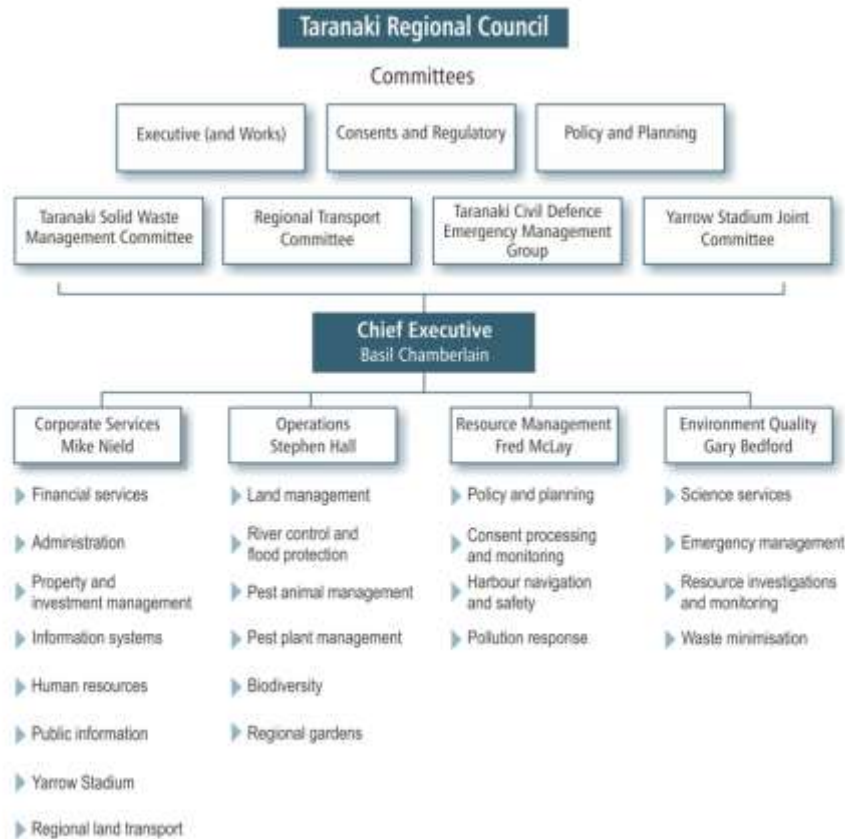 Taranaki Regional Council
Committees
Executive (and Works)
Consents and Regulatory
Policy and Planning
Taranaki Solid Waste
Management Committee
Regional Transport
Committee
Taranaki Civil Defence
Emergency Management
Group
Yarrow Stadium Joint
Committee
Chief Executive
Basil Chamberlain
Corporate Services
Mike Nield
Financial services
Administration
Property and
investment management
Information systems
Human resources
Public information
Yarrow Stadium
Regional land transport
Operations
Stephen Hall
Land management
River control and
flood protection
Pest animal management
Pest plant management
Biodiversity
Regional gardens
Resource Management
Fred McLay
Policy and planning
Consent processing
and monitoring
Harbour navigation
and safety
Pollution response
Environment Quality
Gary Bedford
Science services
Emergency management
Resource investigations
and monitoring
Waste minimisation